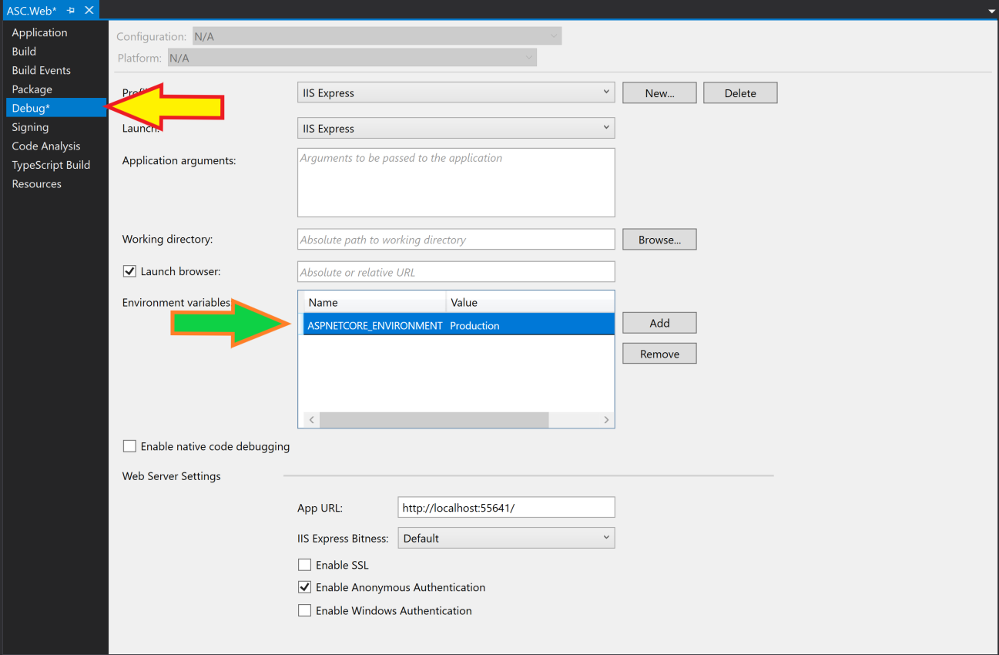 ASC.Web*
Application
Build
Build Events
Package
Debug*
Signing
Code Analysis
TypeScript Build
Resources
Configuration: N/A
Platform: N/A
IIS Express New... Delete
Launch: IIS Express
Application arguments: Arguments to be passed to the application
Working directory: Absolute path to working directory Browse...
Launch browser: Absolute or relative URL
Environment variables Name Value
ASPNETCORE_ENVIRONMENT Production Add
Remove
Enable native code debugging
Web Server Settings
App URL: http://localhost:55641/
IIS Express Bitness: Default
Enable SSL
Enable Anonymous Authentication
Enable Windows Authentication